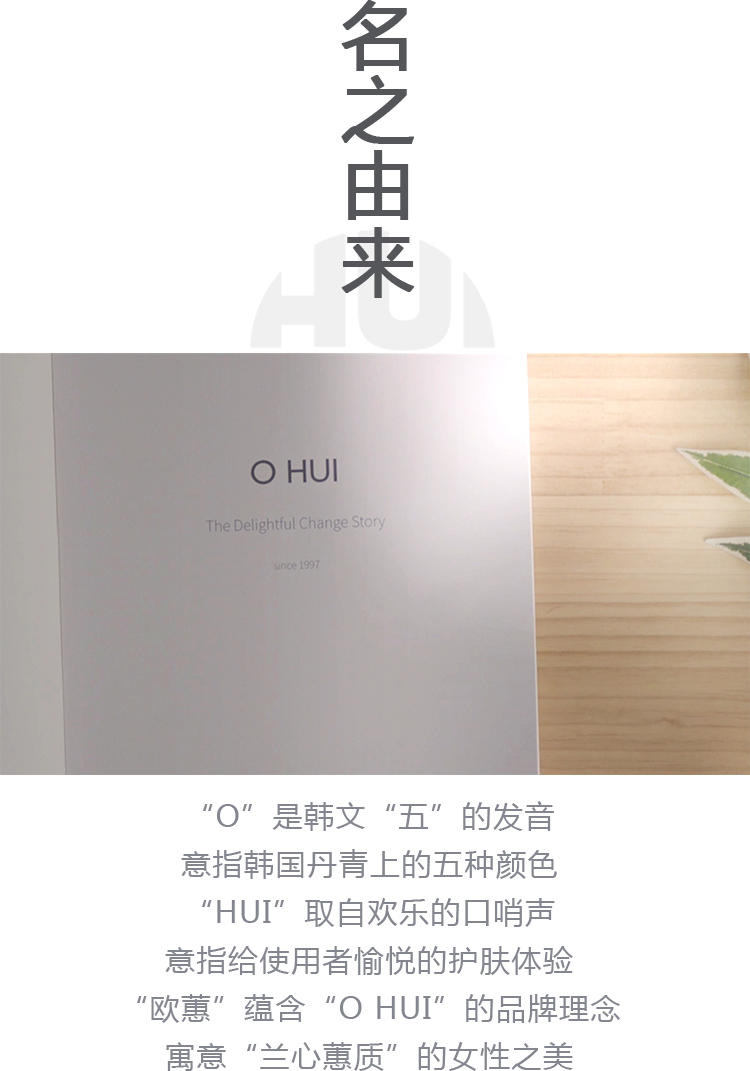 名之由来
HUI
O HUI
The Delightful Change Story
since 1997
“O”是韩文“五”的发音
意指韩国丹青上的五种颜色
“HUI”取自欢乐的口哨声
意指给使用者愉悦的护肤体验
“欧蕙”蕴含“O HUI”的品牌理念
寓意“兰心蕙质”的女性之美